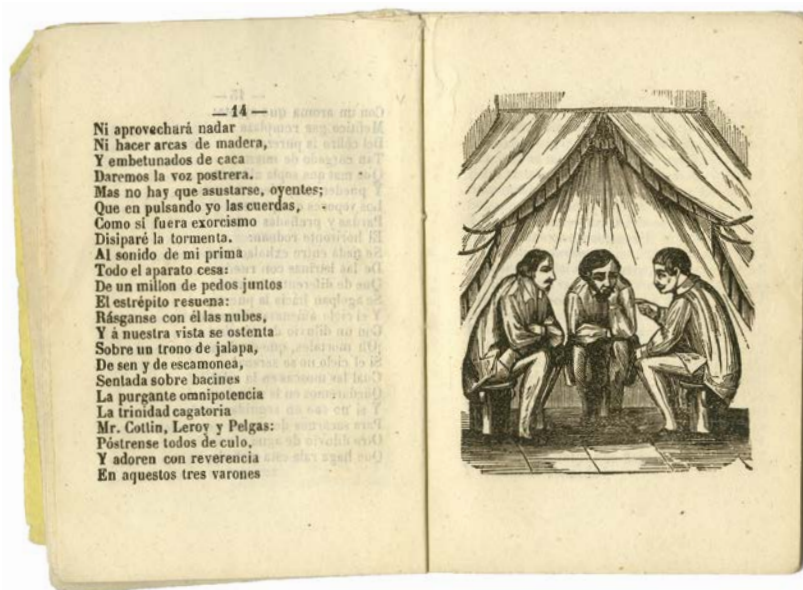 — 14 —
Ni aprovechará nadar
Ni hacer arcas de madera,
Y embetunados de caca
Daremos la voz postrera.
Mas no hay que asustarse, oyentes;
Que en pulsando yo las cuerdas,
Como si fuera exorcismo
Disiparé la tormenta.
Al sonido de mi prima
Todo el aparato cesa:
De un millon de pedos juntos
El estrépito resuena:
Rásganse con él las nubes,
Y á nuestra vista se ostenta
Sobre un trono de jalapa,
De sen y de escamonea,
Sentada sobre bacines
La purgante omnipotencia
La trinidad cagatoria
Mr. Cottin, Leroy y Pelgas:
Póstrense todos de culo,
Y adoren con reverencia
En aquestos tres varones